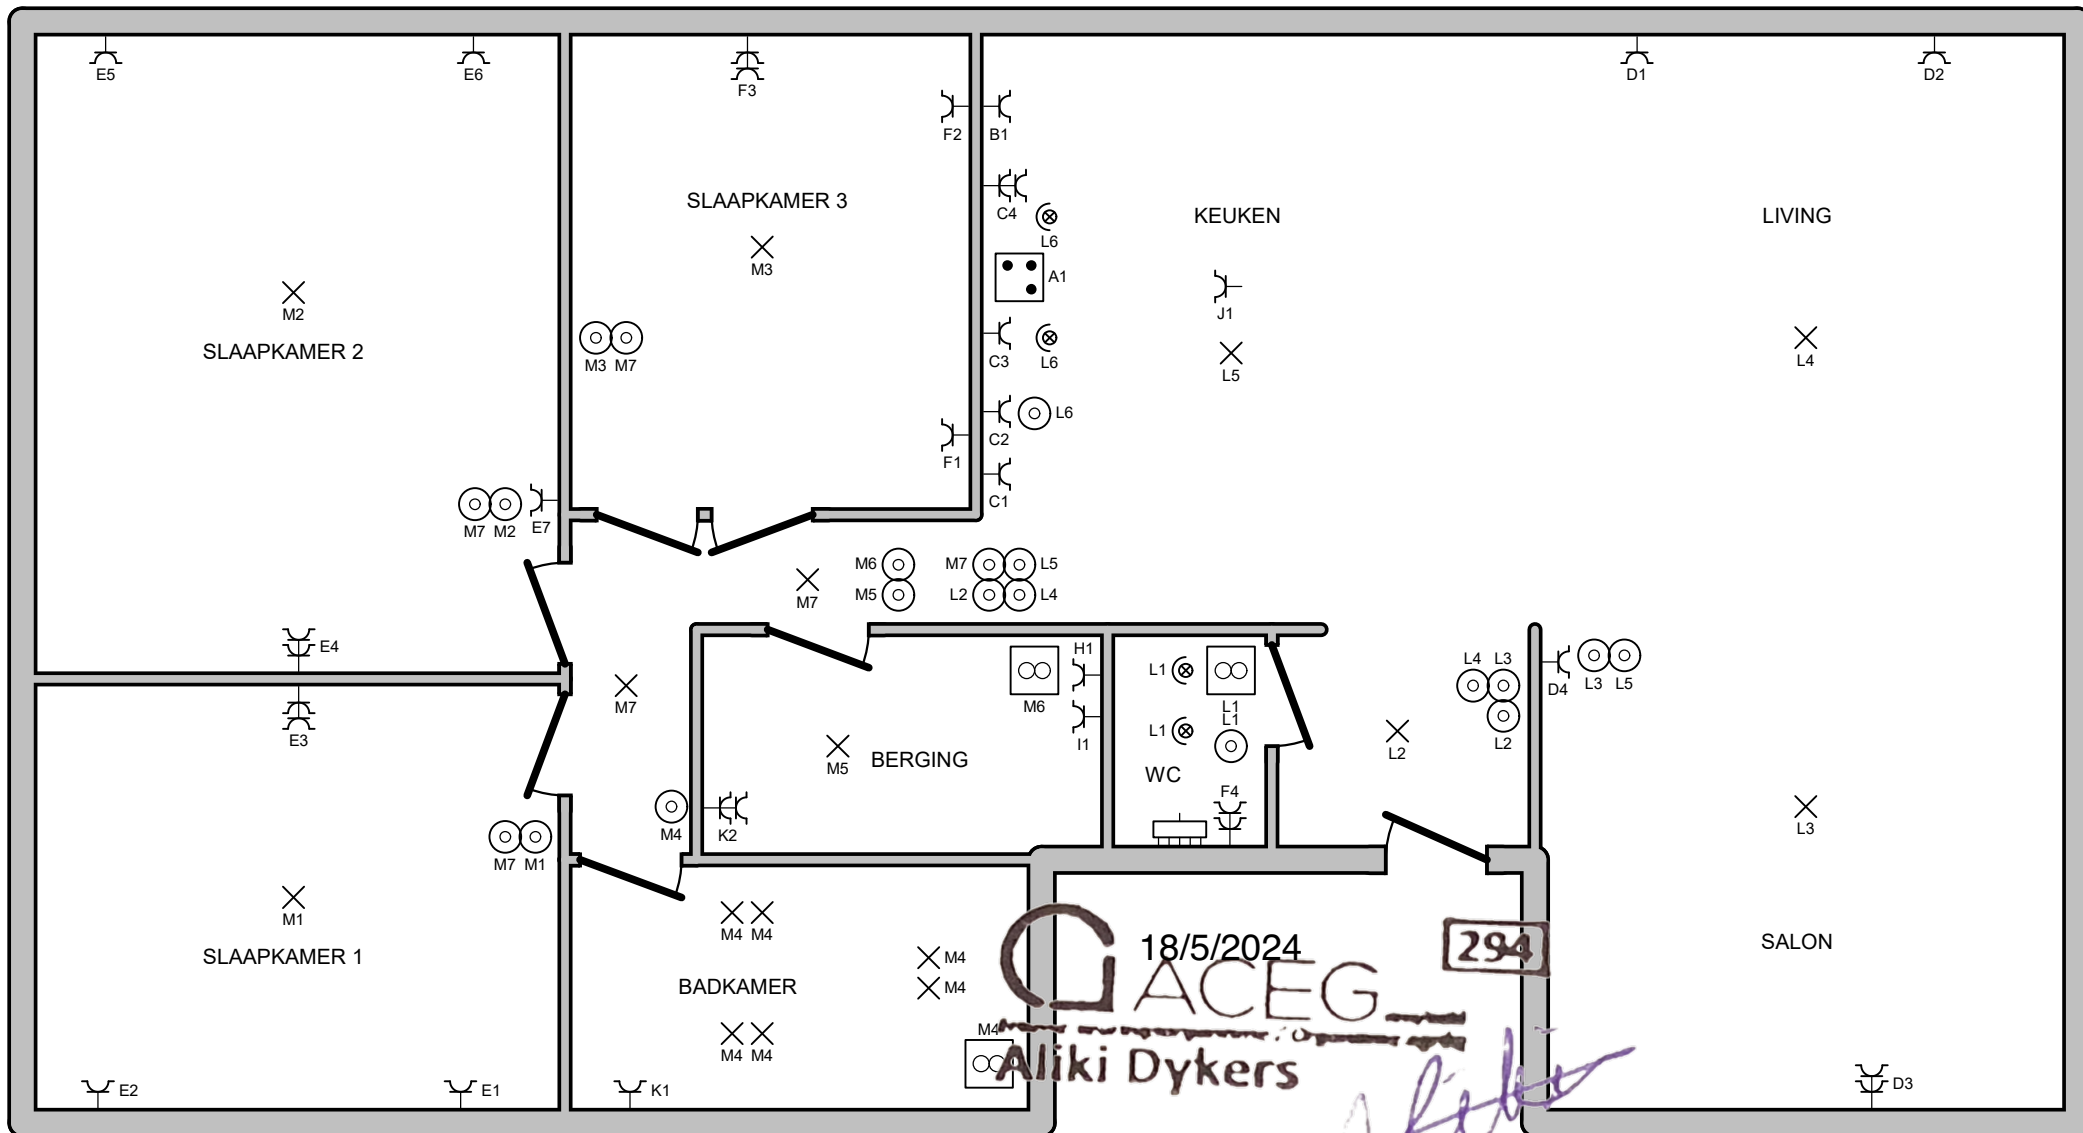 E5 E6 F3 D1 D2
F2 B1
SLAAPKAMER 3
C4
L6
KEUKEN LIVING
M3
A1
M2
J1
SLAAPKAMER 2
M3 M7
C3 L6
L5
L4
C2 L6
F1
C1
M7 M2 E7
M6 M7 L5
M5 L2 L4
M7
E4
H1
L1
L4 L3
D4 L3 L5
M7
M6
L1
L1
I1
L1
L2
E3
M5 BERGING
L2
WC
F4
M4 K2
L3
M7 M1
M1
M4 M4
18/5/2024
294
SALON
SLAAPKAMER 1
M4
ACEG
BADKAMER
M4
M4
M4 M4
Aliki Dykers
E2 E1 K1
D3